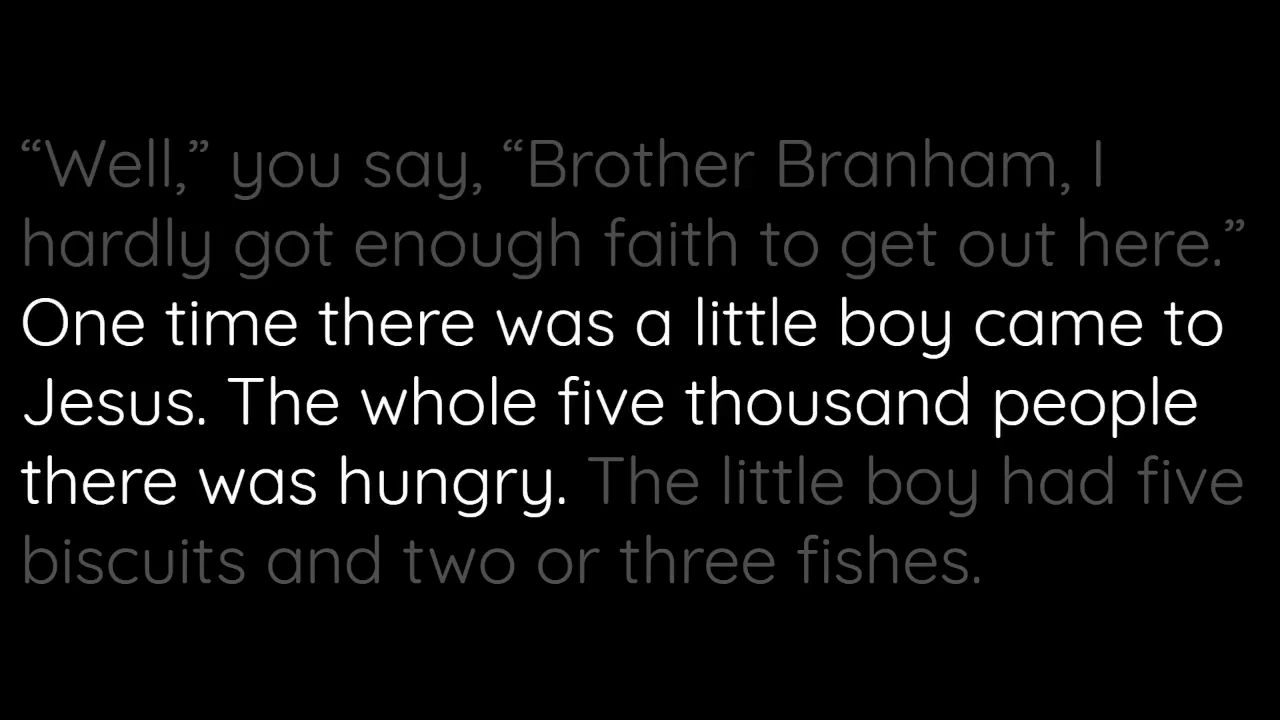 “Well,” you say, “Brother Branham, I
hardly got enough faith to get out here.”
One time there was a little boy came to
Jesus. The whole five thousand people
there was hungry. The little boy had five
biscuits and two or three fishes.